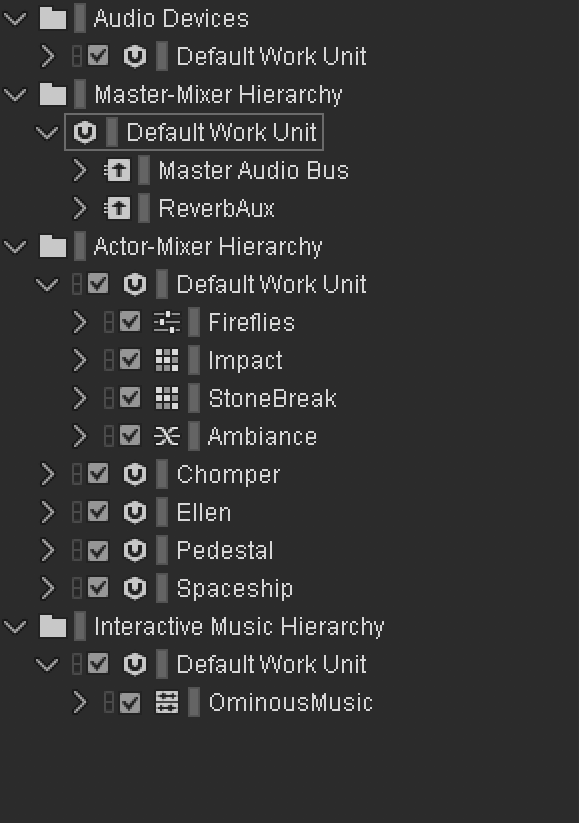 Audio Devices
Default Work Unit
Master-Mixer Hierarchy
Default Work Unit
Master Audio Bus
ReverbAux
Actor-Mixer Hierarchy
Default Work Unit
Fireflies
Impact
StoneBreak
Ambiance
Chomper
Ellen
Pedestal
Spaceship
Interactive Music Hierarchy
Default Work Unit
OminousMusic